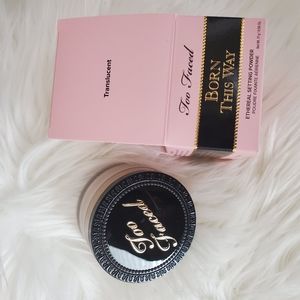 Translucent
Too Faced
BORN
THIS WAY
ETHEREAL SETTING POWDER
POUDRE FIXANTE AÉRIENNE
Too
Faced